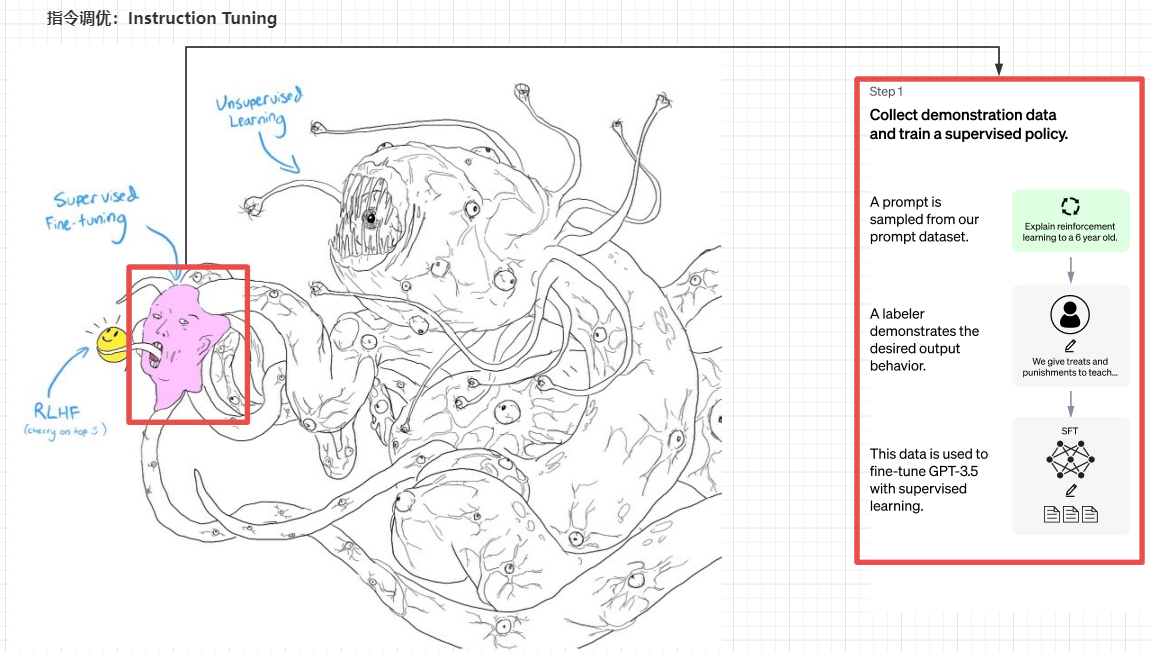 指令调优：Instruction Tuning
Unsupervised
Learning
Supervised
Fine-tuning
RLHF
(cherry on top :))
Step 1
Collect demonstration data
and train a supervised policy.
A prompt is
sampled from our
prompt dataset.
Explain reinforcement
learning to a 6 year old.
A labeler
demonstrates the
desired output
behavior.
We give treats and
punishments to teach...
This data is used to
fine-tune GPT-3.5
with supervised
learning.
SFT